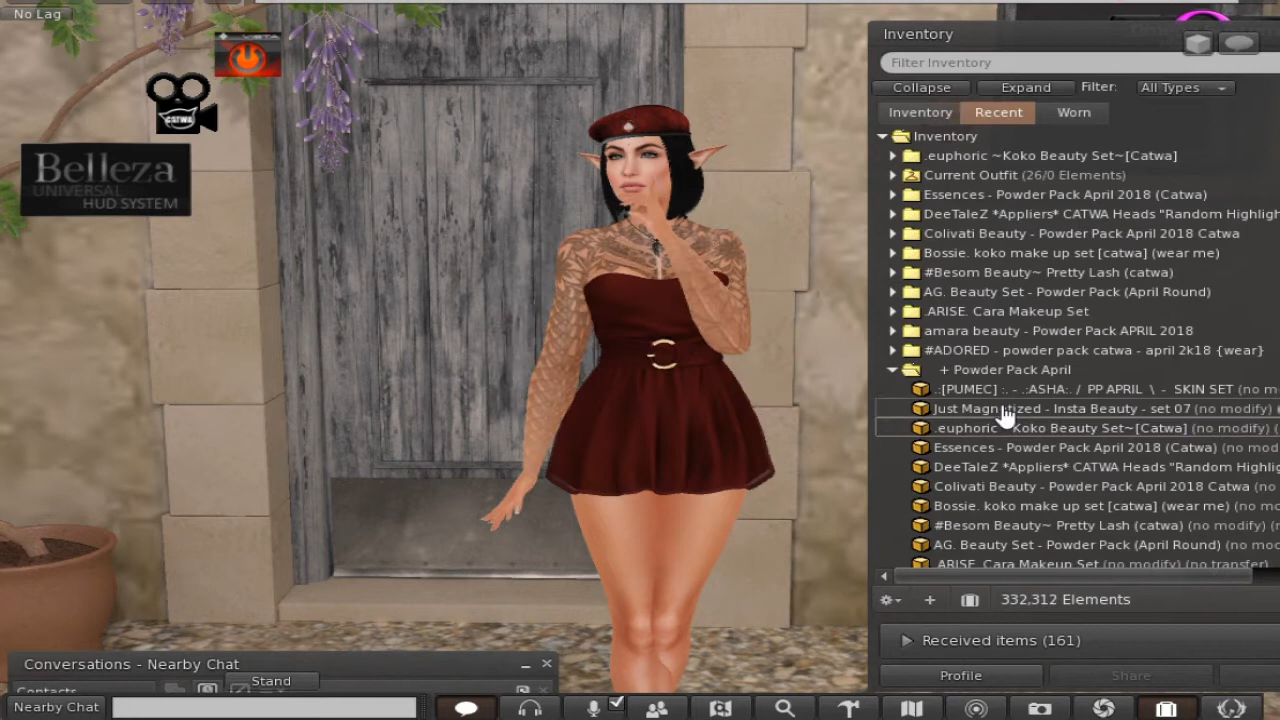 No Lag
VISTA
CATWA
Belleza
UNIVERSAL
HUD SYSTEM
Inventory
Filter Inventory
Collapse
Expand
Filter:
All Types
Inventory
Recent
Worn
Inventory
.euphoric ~Koko Beauty Set~[Catwa]
Current Outfit (26/0 Elements)
Essences - Powder Pack April 2018 (Catwa)
DeeTaleZ *Appliers* CATWA Heads "Random Highlig
Colivati Beauty - Powder Pack April 2018 Catwa
Bossie. koko make up set [catwa] (wear me)
#Besom Beauty~ Pretty Lash (catwa)
AG. Beauty Set - Powder Pack (April Round)
.ARISE. Cara Makeup Set
amara beauty - Powder Pack APRIL 2018
#ADORED - powder pack catwa - april 2k18 {wear}
+ Powder Pack April
.:[PUMEC] :. - .:ASHA:. / PP APRIL \ - SKIN SET (no m
Just Magnetized - Insta Beauty - set 07 (no modify) (
.euphoric ~Koko Beauty Set~[Catwa] (no modify) (
Essences - Powder Pack April 2018 (Catwa) (no mod
DeeTaleZ *Appliers* CATWA Heads "Random Highlig
Colivati Beauty - Powder Pack April 2018 Catwa (no
Bossie. koko make up set [catwa] (wear me) (no mo
#Besom Beauty~ Pretty Lash (catwa) (no modify) (
AG. Beauty Set - Powder Pack (April Round) (no mo
.ARISE. Cara Makeup Set (no modify) (no transfer)
332,312 Elements
Received items (161)
Profile
Share
Conversations - Nearby Chat
Contacts
Stand
Nearby Chat